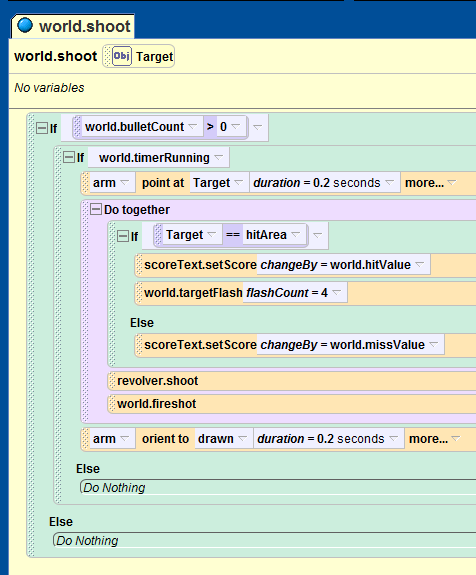 world.shoot
world.shoot Obj Target
No variables
If world.bulletCount > 0
If world.timerRunning
arm point at Target duration = 0.2 seconds more...
Do together
If Target == hitArea
scoreText.setScore changeBy = world.hitValue
world.targetFlash flashCount = 4
Else
scoreText.setScore changeBy = world.missValue
revolver.shoot
world.fireshot
arm orient to drawn duration = 0.2 seconds more...
Else
Do Nothing
Else
Do Nothing